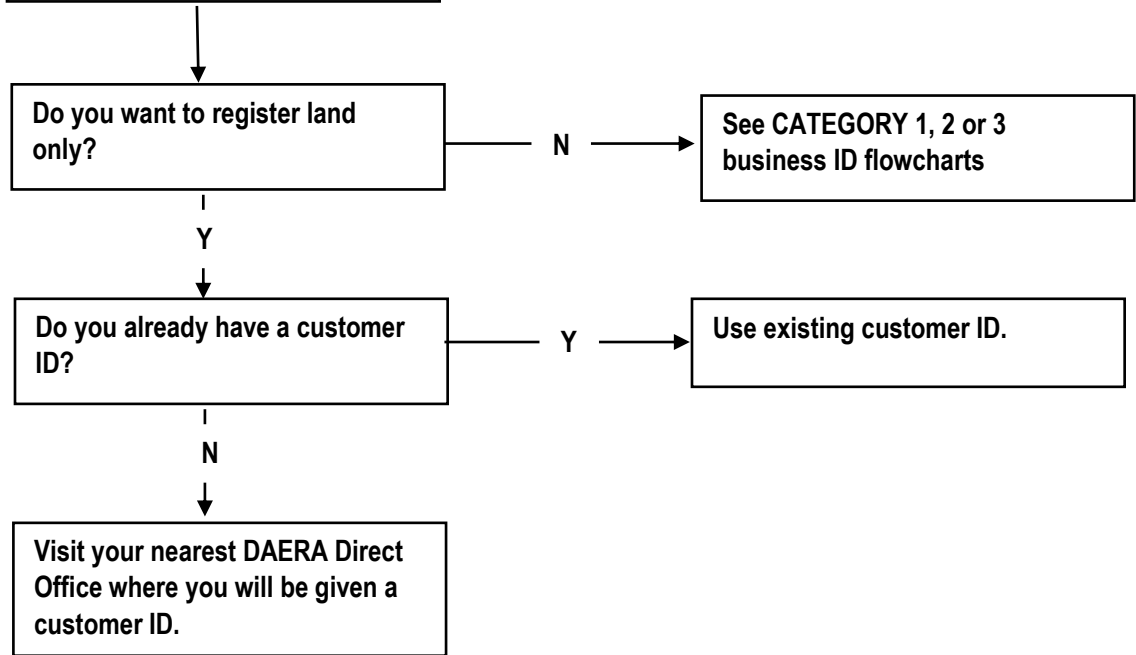 Do you want to register land
only?
N
See CATEGORY 1, 2 or 3
business ID flowcharts
Y
Do you already have a customer
ID?
Y
Use existing customer ID.
N
Visit your nearest DAERA Direct
Office where you will be given a
customer ID.